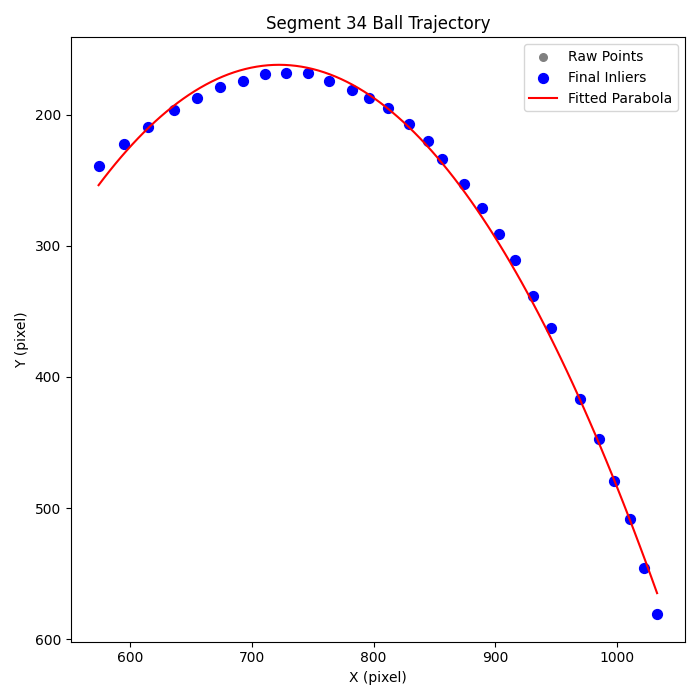 Segment 34 Ball Trajectory
Raw Points
Final Inliers
Fitted Parabola
200
300
400
500
600
Y (pixel)
600
700
800
900
1000
X (pixel)